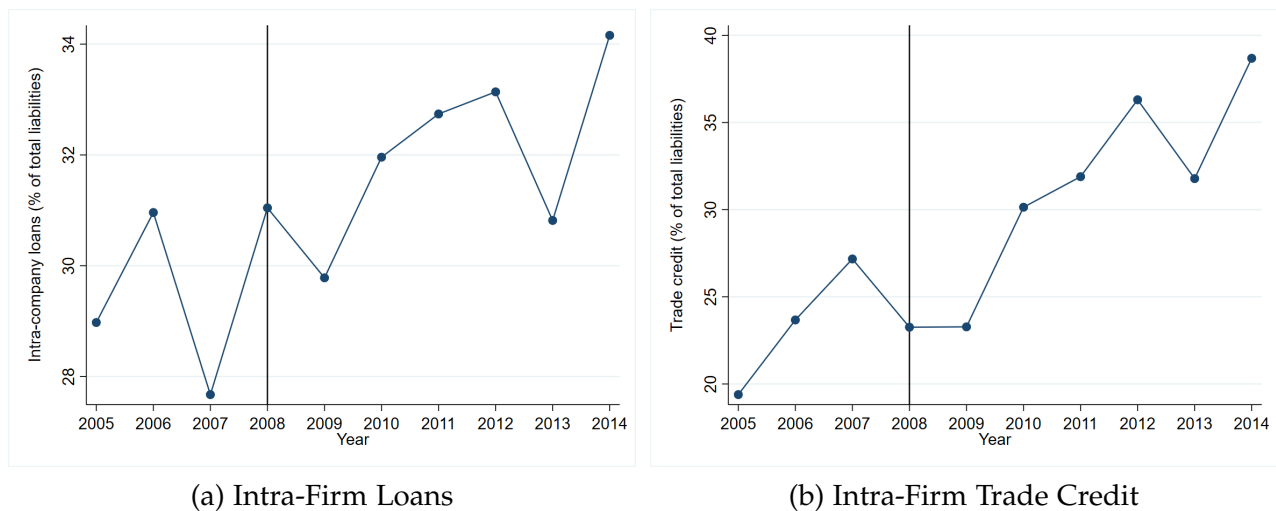 34
32
30
28
Intra-company loans (% of total liabilities)
2005 2006 2007 2008 2009 2010 2011 2012 2013 2014
Year
(a) Intra-Firm Loans
40
35
30
25
20
Trade credit (% of total liabilities)
2005 2006 2007 2008 2009 2010 2011 2012 2013 2014
Year
(b) Intra-Firm Trade Credit